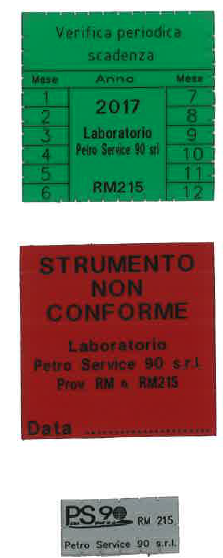 Verifica periodica
scadenza
Mese Anno Mese
1 7
2 2017 8
3 Laboratorio 9
4 Petro Service 90 srl 10
5 11
6 RM215 12
STRUMENTO
NON
CONFORME
Laboratorio
Petro Service 90 s.r.l.
Prov RM n RM215
Data ....................
PS.90 RM 215
Petro Service 90 s.r.l.